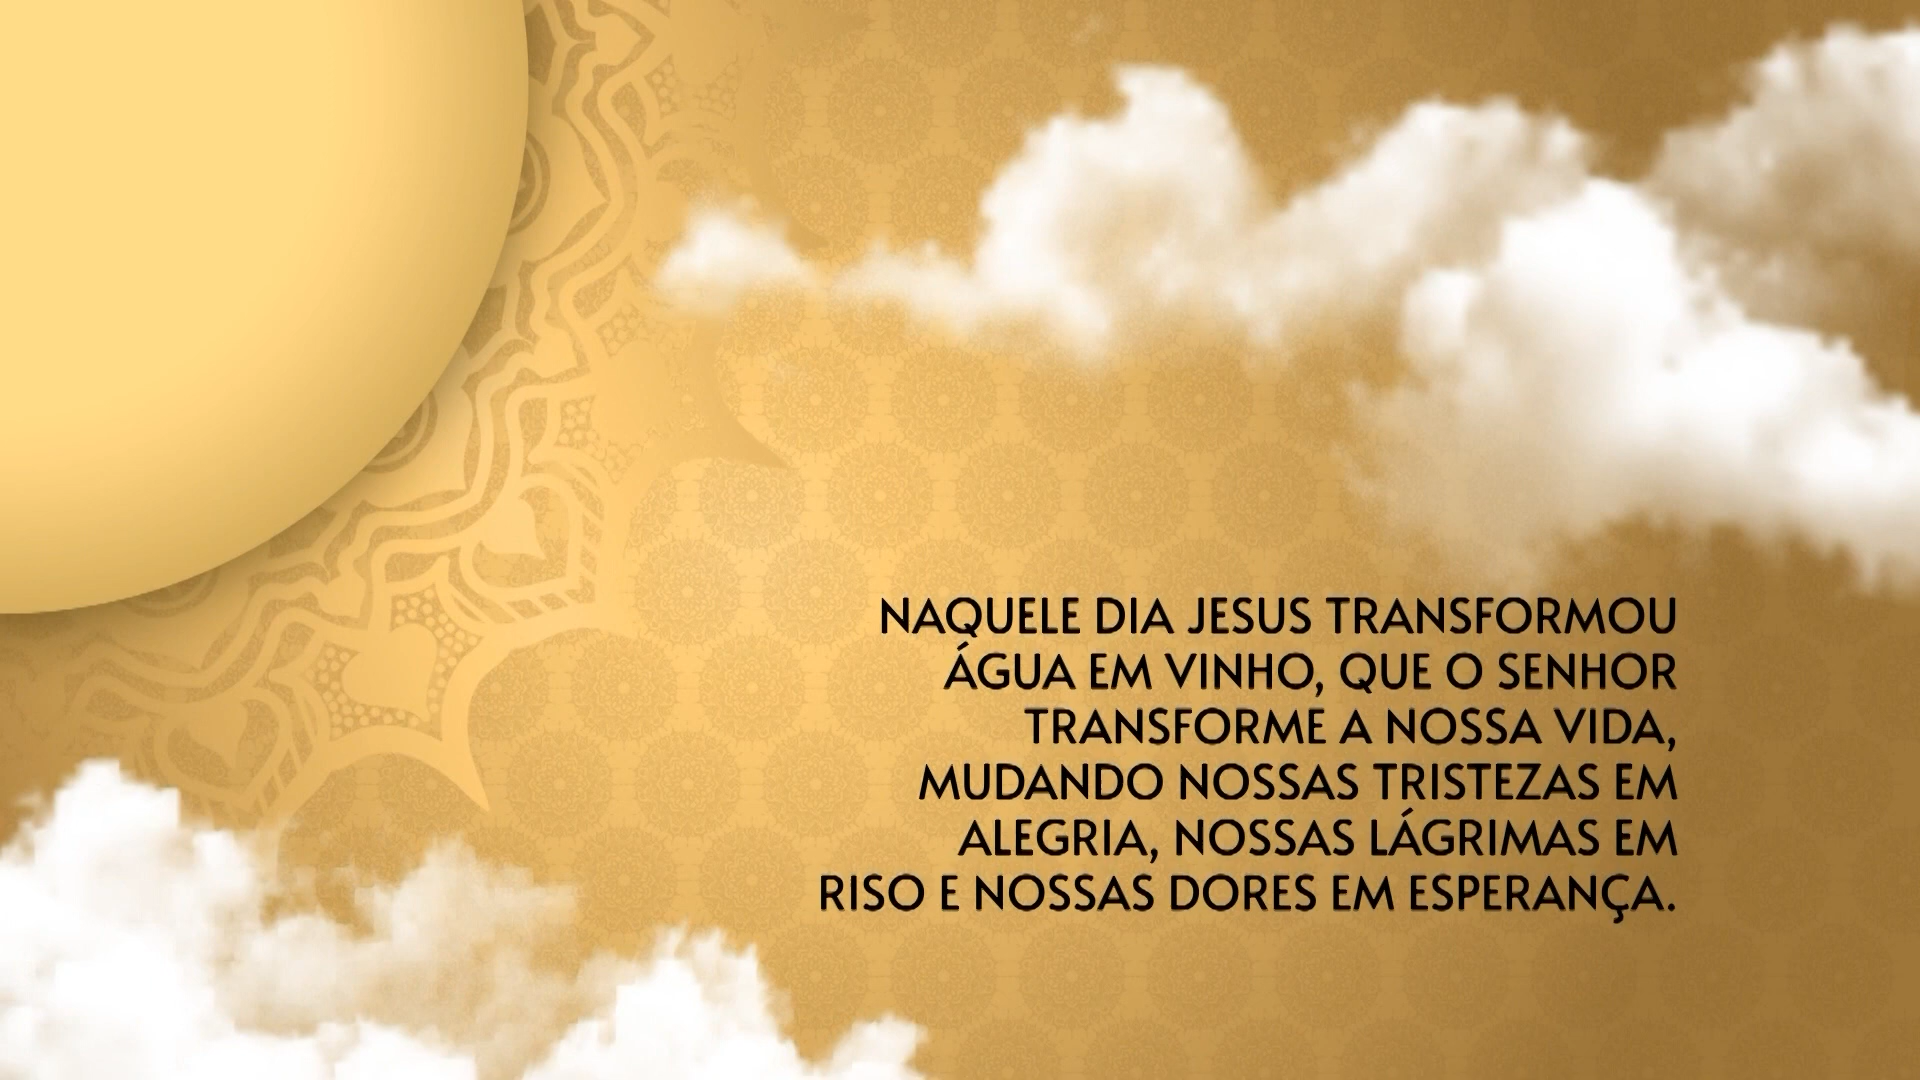 NAQUELE DIA JESUS TRANSFORMOU
ÁGUA EM VINHO, QUE O SENHOR
TRANSFORME A NOSSA VIDA,
MUDANDO NOSSAS TRISTEZAS EM
ALEGRIA, NOSSAS LÁGRIMAS EM
RISO E NOSSAS DORES EM ESPERANÇA.